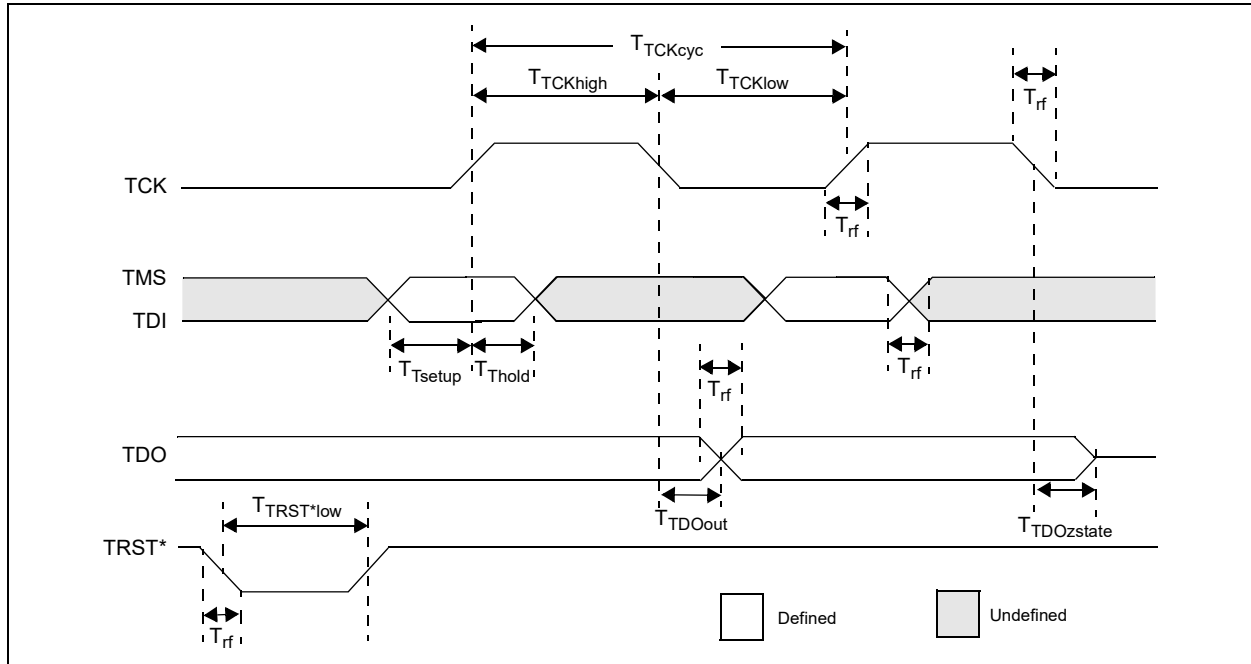 TTCKcyc
TTCKhigh
TTCKlow
Trf
TCK
Trf
TMS
TDI
TTsetup
TThold
Trf
Trf
TDO
TTDOout
TTDOzstate
TTRST*low
TRST*
Trf
Defined
Undefined